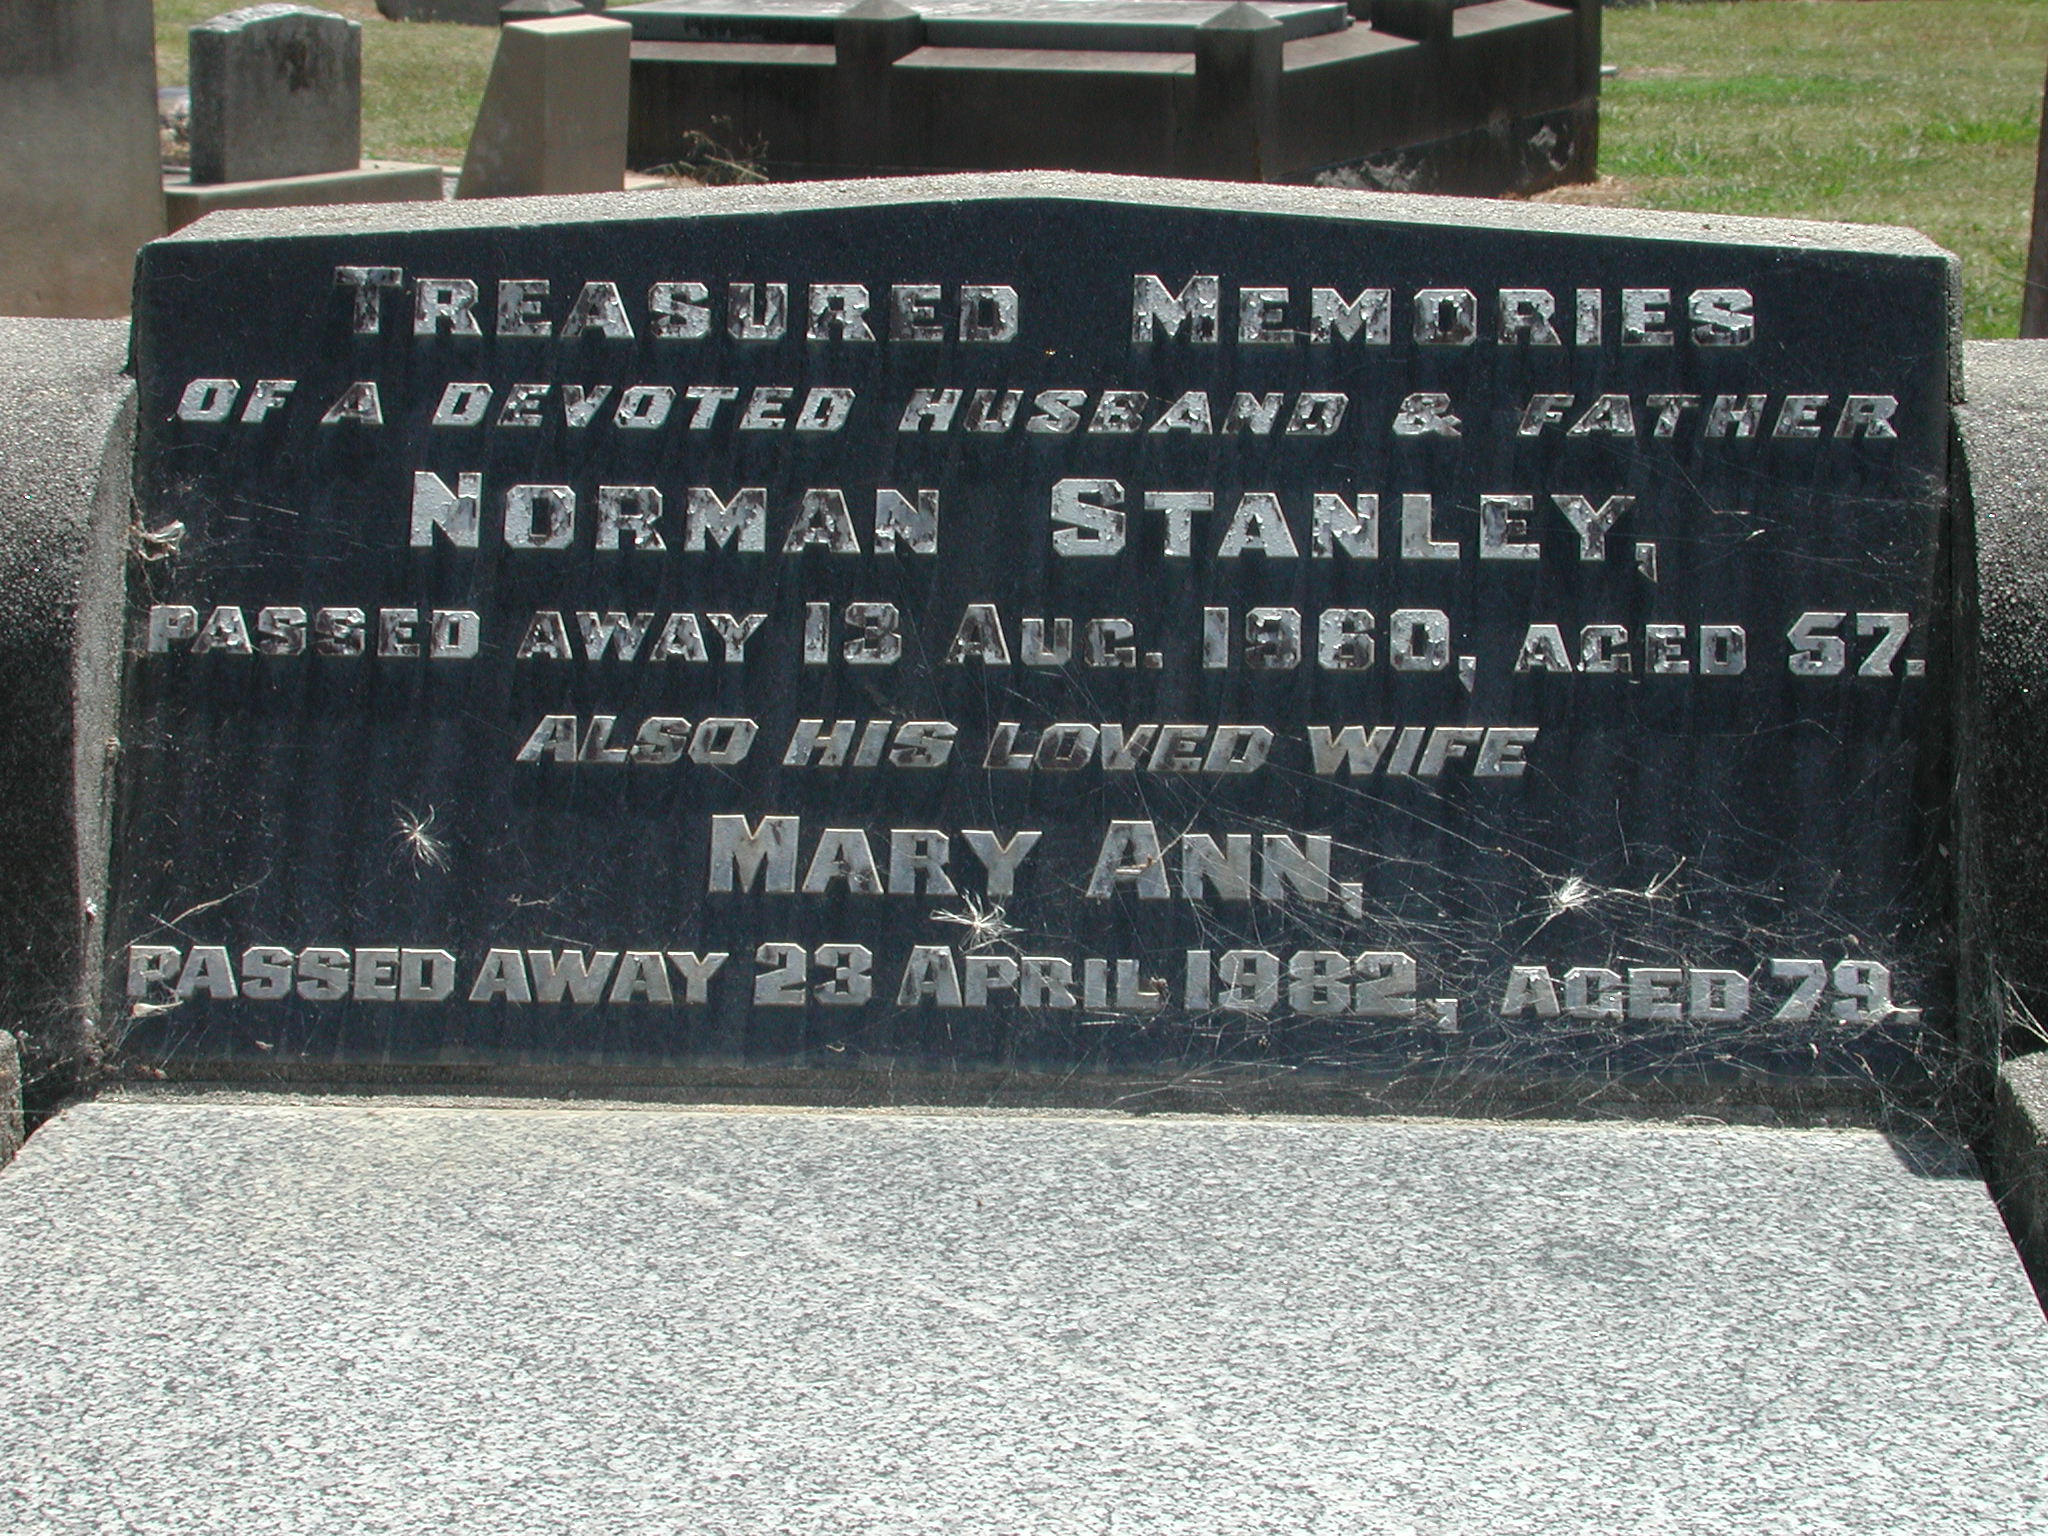 TREASURED MEMORIES
OF A DEVOTED HUSBAND & FATHER
NORMAN STANLEY,
PASSED AWAY 13 AUG. 1960, AGED 57.
ALSO HIS LOVED WIFE
MARY ANN,
PASSED AWAY 23 APRIL 1982, AGED 79.